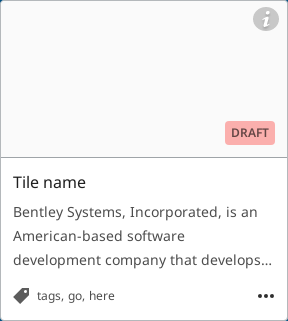 i
DRAFT
Tile name
Bentley Systems, Incorporated, is an
American-based software
development company that develops...
tags, go, here